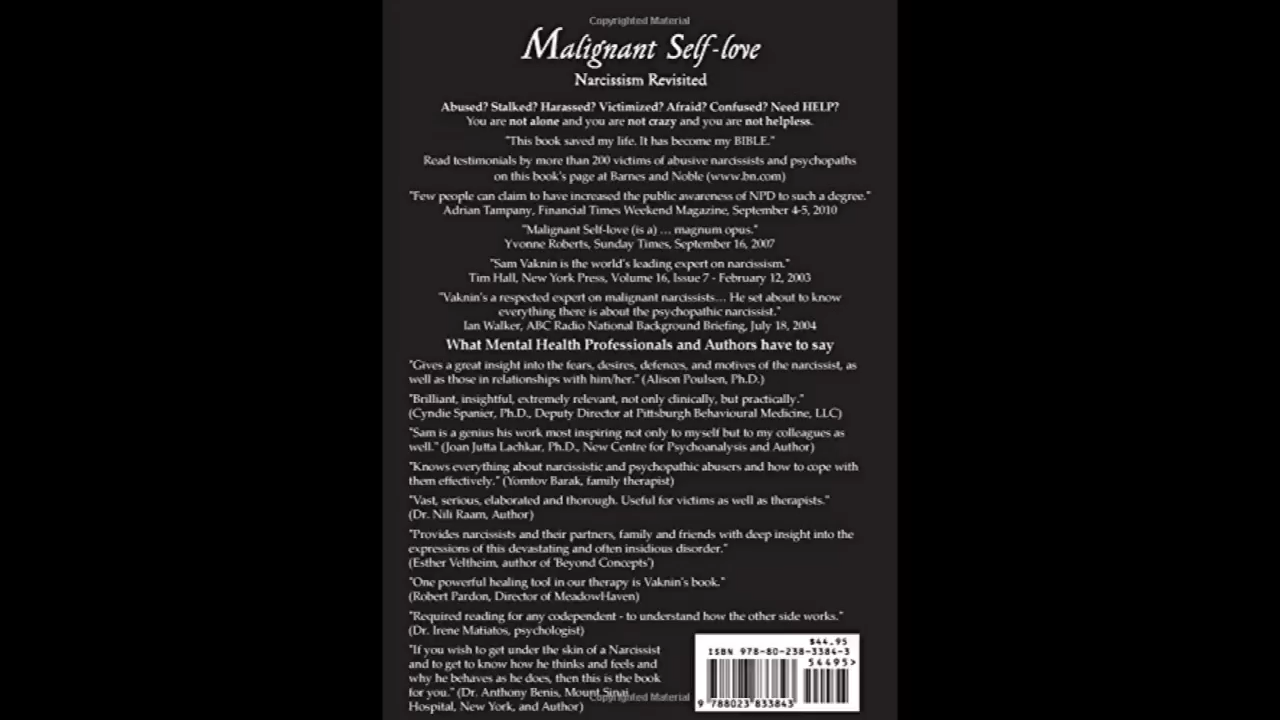 Copyrighted Material
Malignant Self-love
Narcissism Revisited
Abused? Stalked? Harassed? Victimized? Afraid? Confused? Need HELP?
You are not alone and you are not crazy and you are not helpless.
"This book saved my life. It has become my BIBLE."
Read testimonials by more than 200 victims of abusive narcissists and psychopaths
on this book's page at Barnes and Noble (www.bn.com)
"Few people can claim to have increased the public awareness of NPD to such a degree."
Adrian Tampany, Financial Times Weekend Magazine, September 4-5, 2010
"Malignant Self-love (is a) ... magnum opus."
Yvonne Roberts, Sunday Times, September 16, 2007
"Sam Vaknin is the world's leading expert on narcissism."
Tim Hall, New York Press, Volume 16, Issue 7 - February 12, 2003
"Vaknin's a respected expert on malignant narcissists... He set about to know
everything there is about the psychopathic narcissist."
Ian Walker, ABC Radio National Background Briefing, July 18, 2004
What Mental Health Professionals and Authors have to say
"Gives a great insight into the fears, desires, defences, and motives of the narcissist, as
well as those in relationships with him/her." (Alison Poulsen, Ph.D.)
"Brilliant, insightful, extremely relevant, not only clinically, but practically."
(Cyndie Spanier, Ph.D., Deputy Director at Pittsburgh Behavioural Medicine, LLC)
"Sam is a genius his work most inspiring not only to myself but to my colleagues as
well." (Joan Jutta Lachkar, Ph.D., New Centre for Psychoanalysis and Author)
"Knows everything about narcissistic and psychopathic abusers and how to cope with
them effectively." (Yomtov Barak, family therapist)
"Vast, serious, elaborated and thorough. Useful for victims as well as therapists."
(Dr. Nili Raam, Author)
"Provides narcissists and their partners, family and friends with deep insight into the
expressions of this devastating and often insidious disorder."
(Esther Veltheim, author of 'Beyond Concepts')
"One powerful healing tool in our therapy is Vaknin's book."
(Robert Pardon, Director of MeadowHaven)
"Required reading for any codependent - to understand how the other side works."
(Dr. Irene Matiatos, psychologist)
"If you wish to get under the skin of a Narcissist
and to get to know how he thinks and feels and
why he behaves as he does, then this is the book
for you." (Dr. Anthony Benis, Mount Sinai
Hospital, New York, and Author)
Copyrighted Material
$44.95
ISBN 978-80-238-3384-3
54495>
9 788023 833843